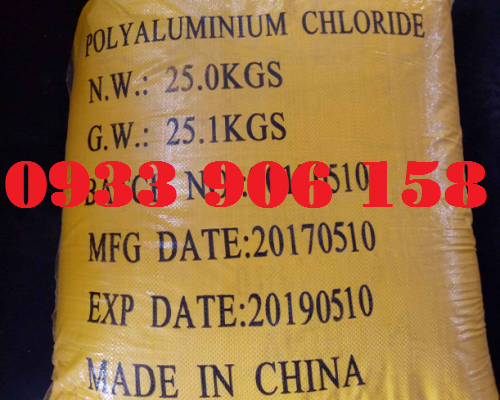 POLYALUMINIUM CHLORIDE
N.W.: 25.0KGS
G.W.: 25.1KGS
0933 906 158
MFG DATE:20170510
EXP DATE:20190510
MADE IN CHINA